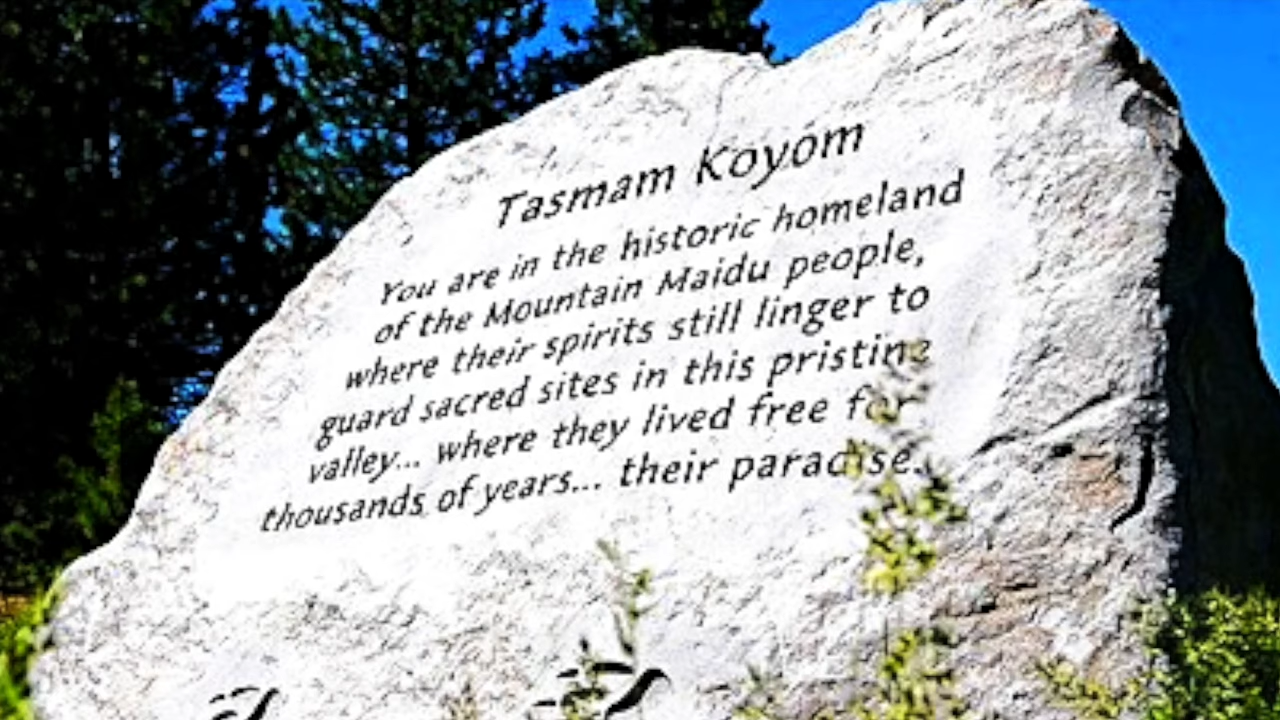 Tasmam Koyom
You are in the historic homeland
of the Mountain Maidu people,
where their spirits still linger to
guard sacred sites in this pristine
valley... where they lived free for
thousands of years... their paradise.